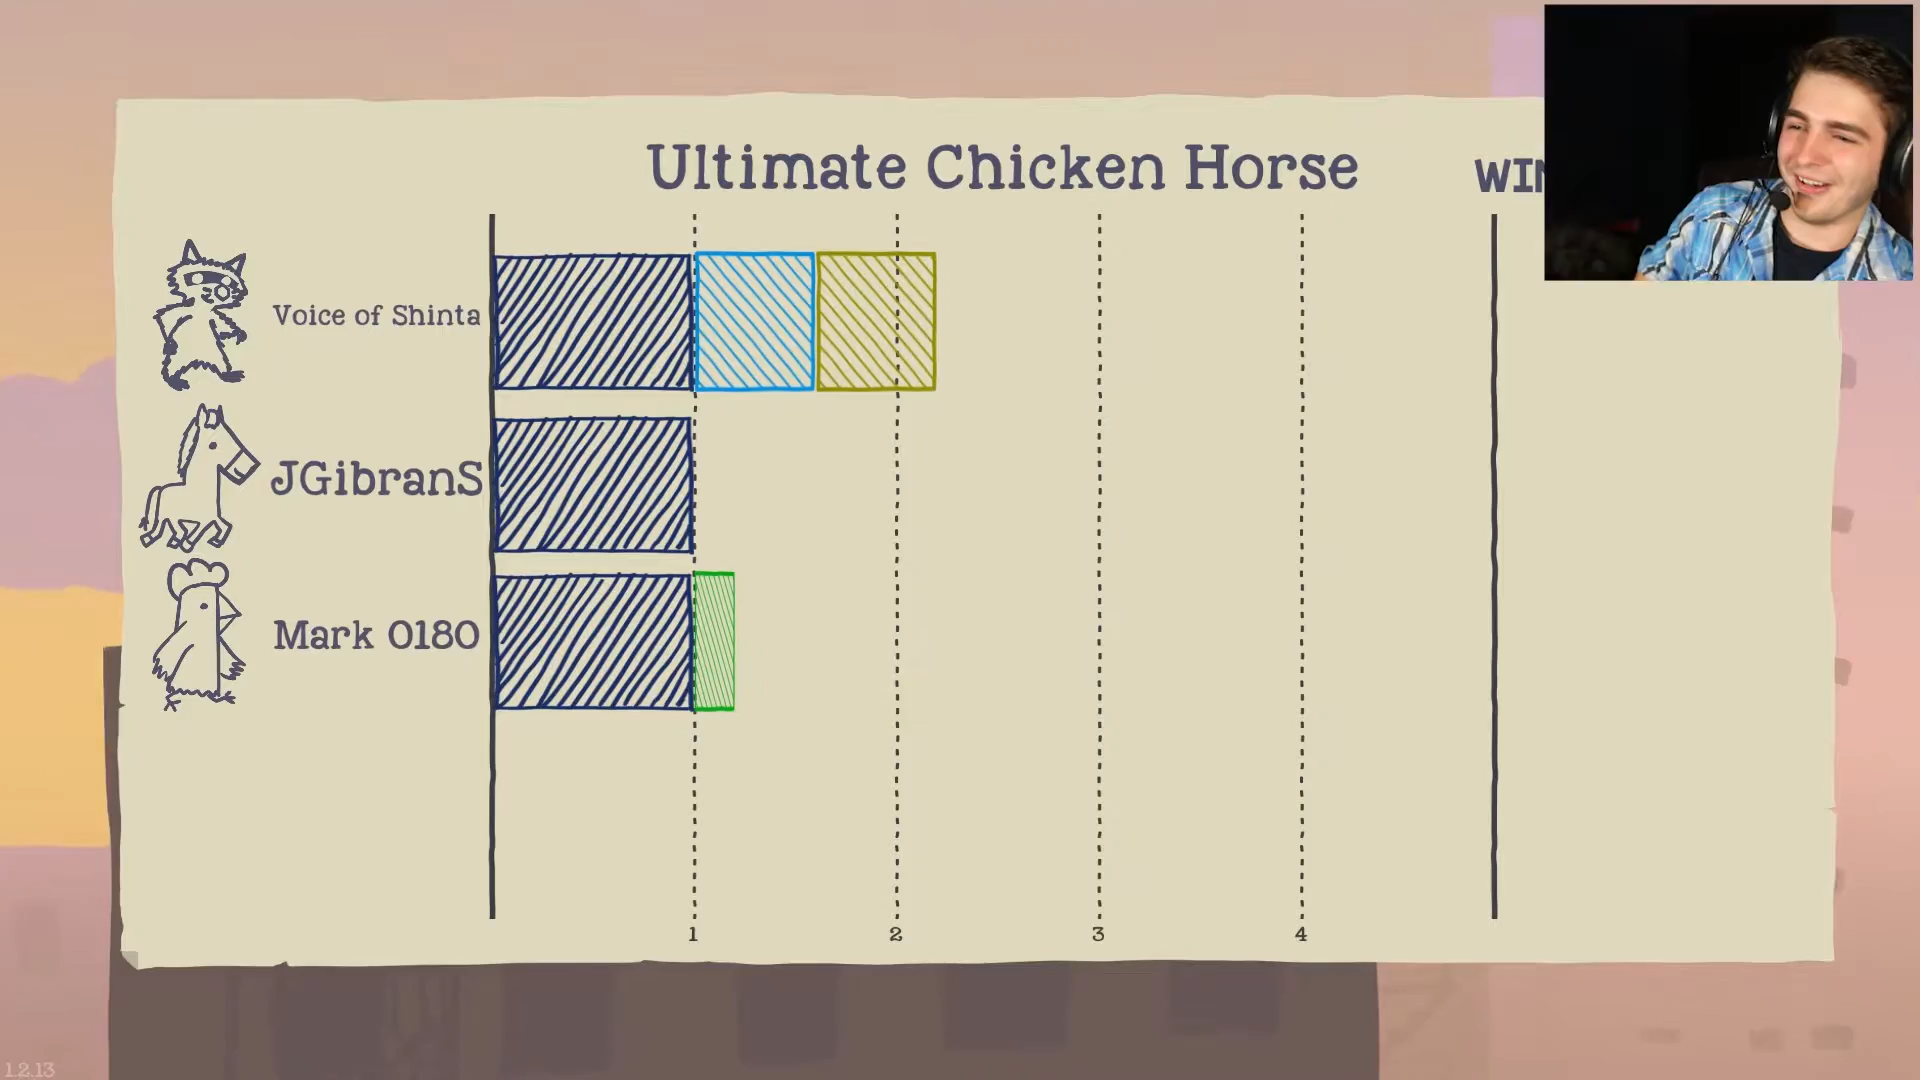 Ultimate Chicken Horse
Voice of Shinta
JGibranS
Mark 0180
1 2 3 4
1.2.13